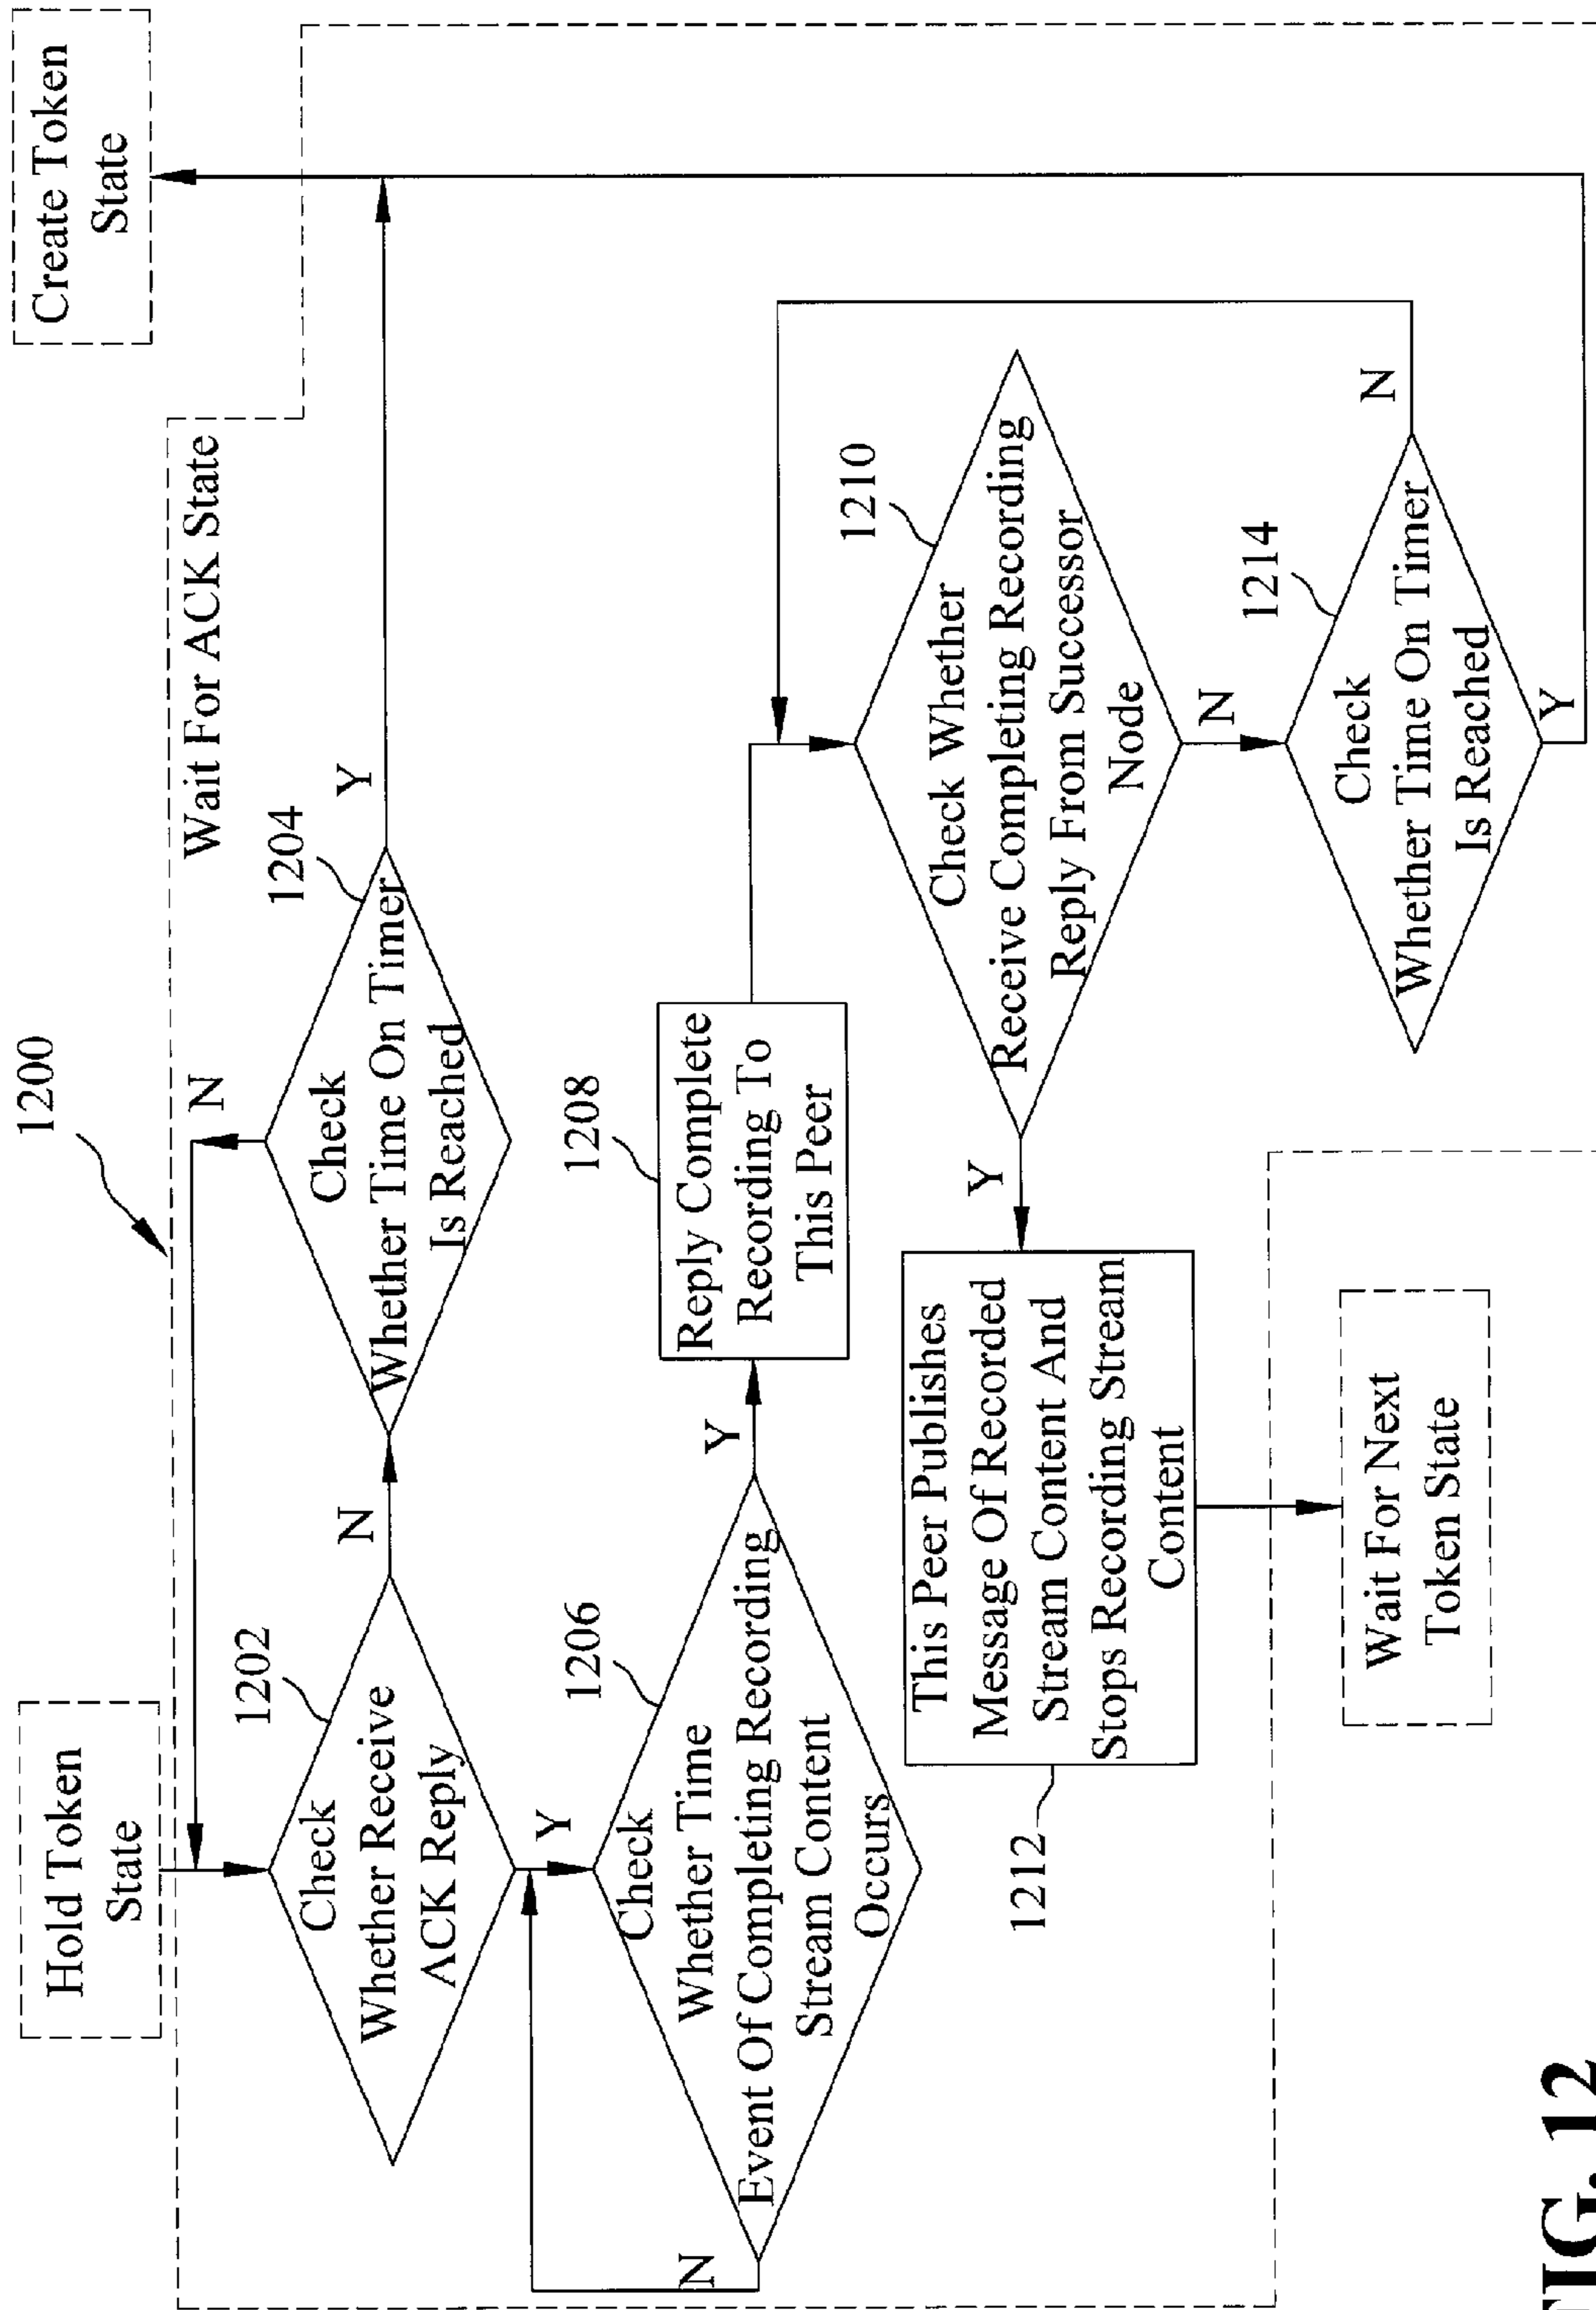 1200
Hold Token
State
Create Token
State
Wait For ACK State
1202
Check
Whether Receive
ACK Reply
N
Y
1204
Check
Whether Time On Timer
Is Reached
N
Y
1206
Check
Whether Time
Event Of Completing Recording
Stream Content
Occurs
N
Y
1208
Reply Complete
Recording To
This Peer
1210
Check Whether
Receive Completing Recording
Reply From Successor
Node
Y
N
1212
This Peer Publishes
Message Of Recorded
Stream Content And
Stops Recording Stream
Content
1214
Check
Whether Time On Timer
Is Reached
N
Y
Wait For Next
Token State
FIG. 12